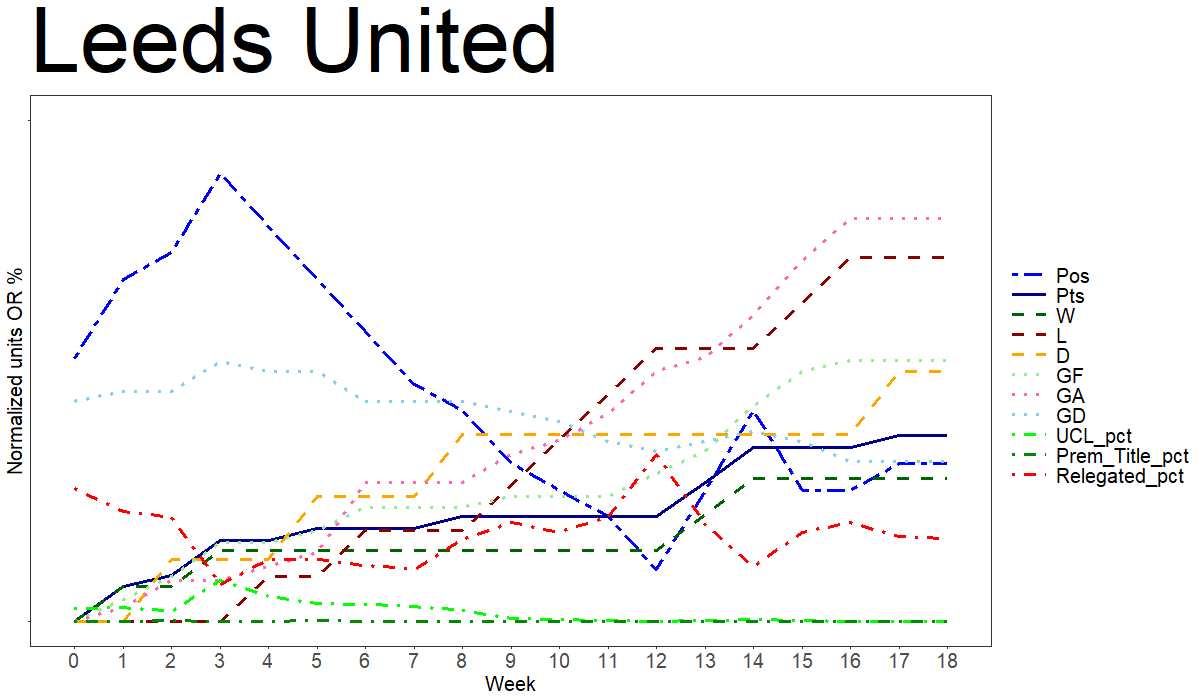 Leeds United
Normalized units OR %
Pos
Pts
W
L
D
GF
GA
GD
UCL_pct
Prem_Title_pct
Relegated_pct
0 1 2 3 4 5 6 7 8 9 10 11 12 13 14 15 16 17 18
Week